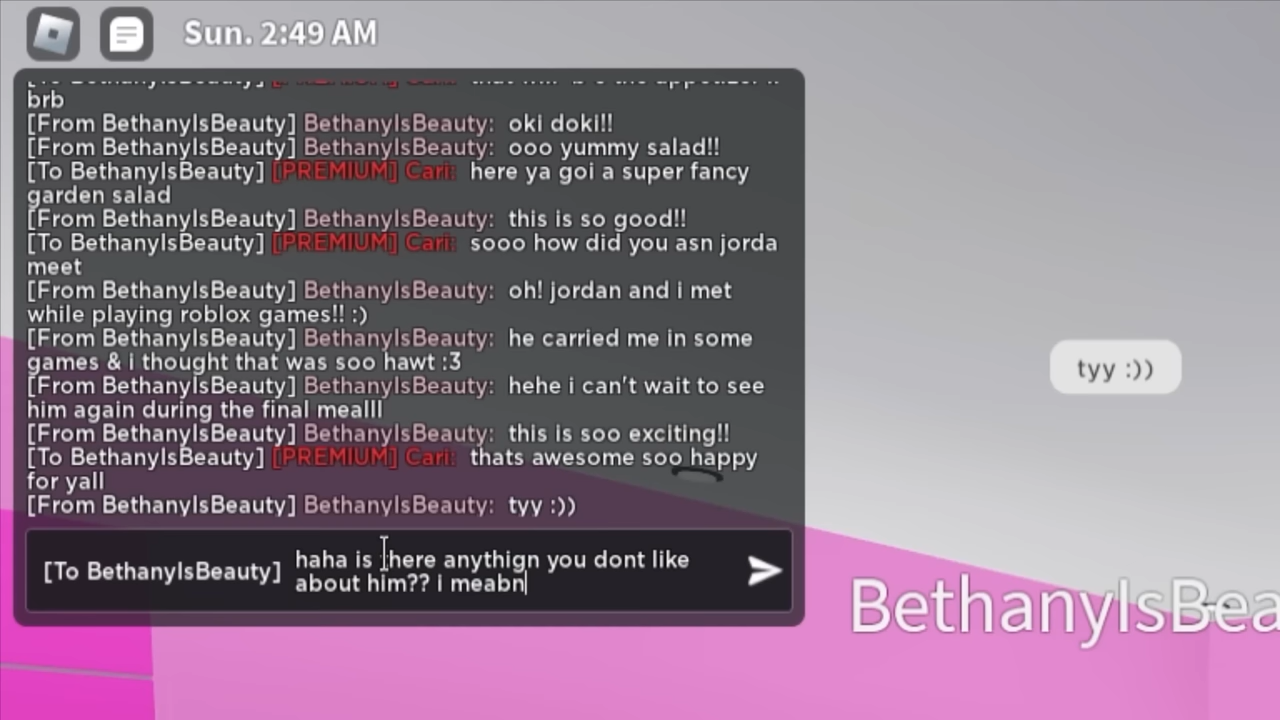 Sun. 2:49 AM
brb
[From BethanyIsBeauty] BethanyIsBeauty: oki doki!!
[From BethanyIsBeauty] BethanyIsBeauty: ooo yummy salad!!
[To BethanyIsBeauty] [PREMIUM] Cari: here ya goi a super fancy
garden salad
[From BethanyIsBeauty] BethanyIsBeauty: this is so good!!
[To BethanyIsBeauty] [PREMIUM] Cari: sooo how did you asn jorda
meet
[From BethanyIsBeauty] BethanyIsBeauty: oh! jordan and i met
while playing roblox games!! :)
[From BethanyIsBeauty] BethanyIsBeauty: he carried me in some
games & i thought that was soo hawt :3
[From BethanyIsBeauty] BethanyIsBeauty: hehe i can't wait to see
him again during the final mealll
[From BethanyIsBeauty] BethanyIsBeauty: this is soo exciting!!
[To BethanyIsBeauty] [PREMIUM] Cari: thats awesome soo happy
for yall
[From BethanyIsBeauty] BethanyIsBeauty: tyy :))
[To BethanyIsBeauty] haha is there anythign you dont like
about him?? i meabn
tyy :))
BethanyIsBea